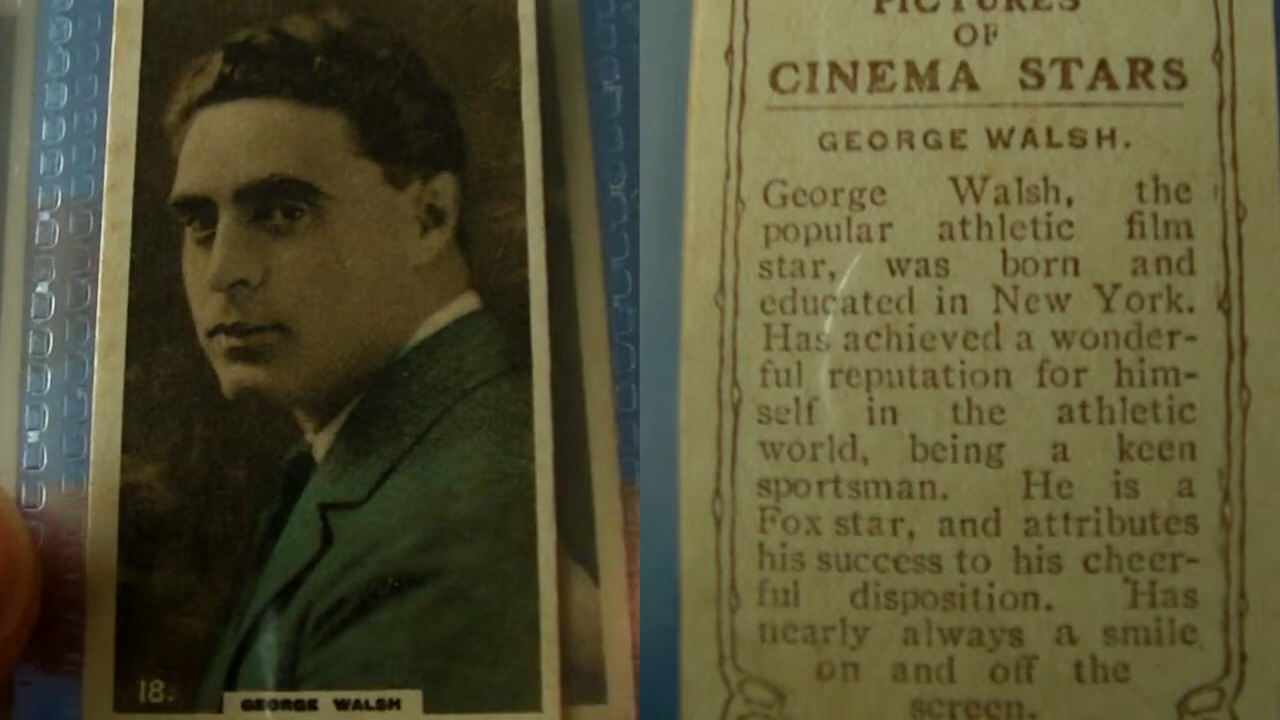 18.
GEORGE WALSH
PICTURES
OF
CINEMA STARS
GEORGE WALSH.
George Walsh, the
popular athletic film
star, was born and
educated in New York.
Has achieved a wonder-
ful reputation for him-
self in the athletic
world, being a keen
sportsman. He is a
Fox star, and attributes
his success to his cheer-
ful disposition. Has
nearly always a smile
on and off the
screen.